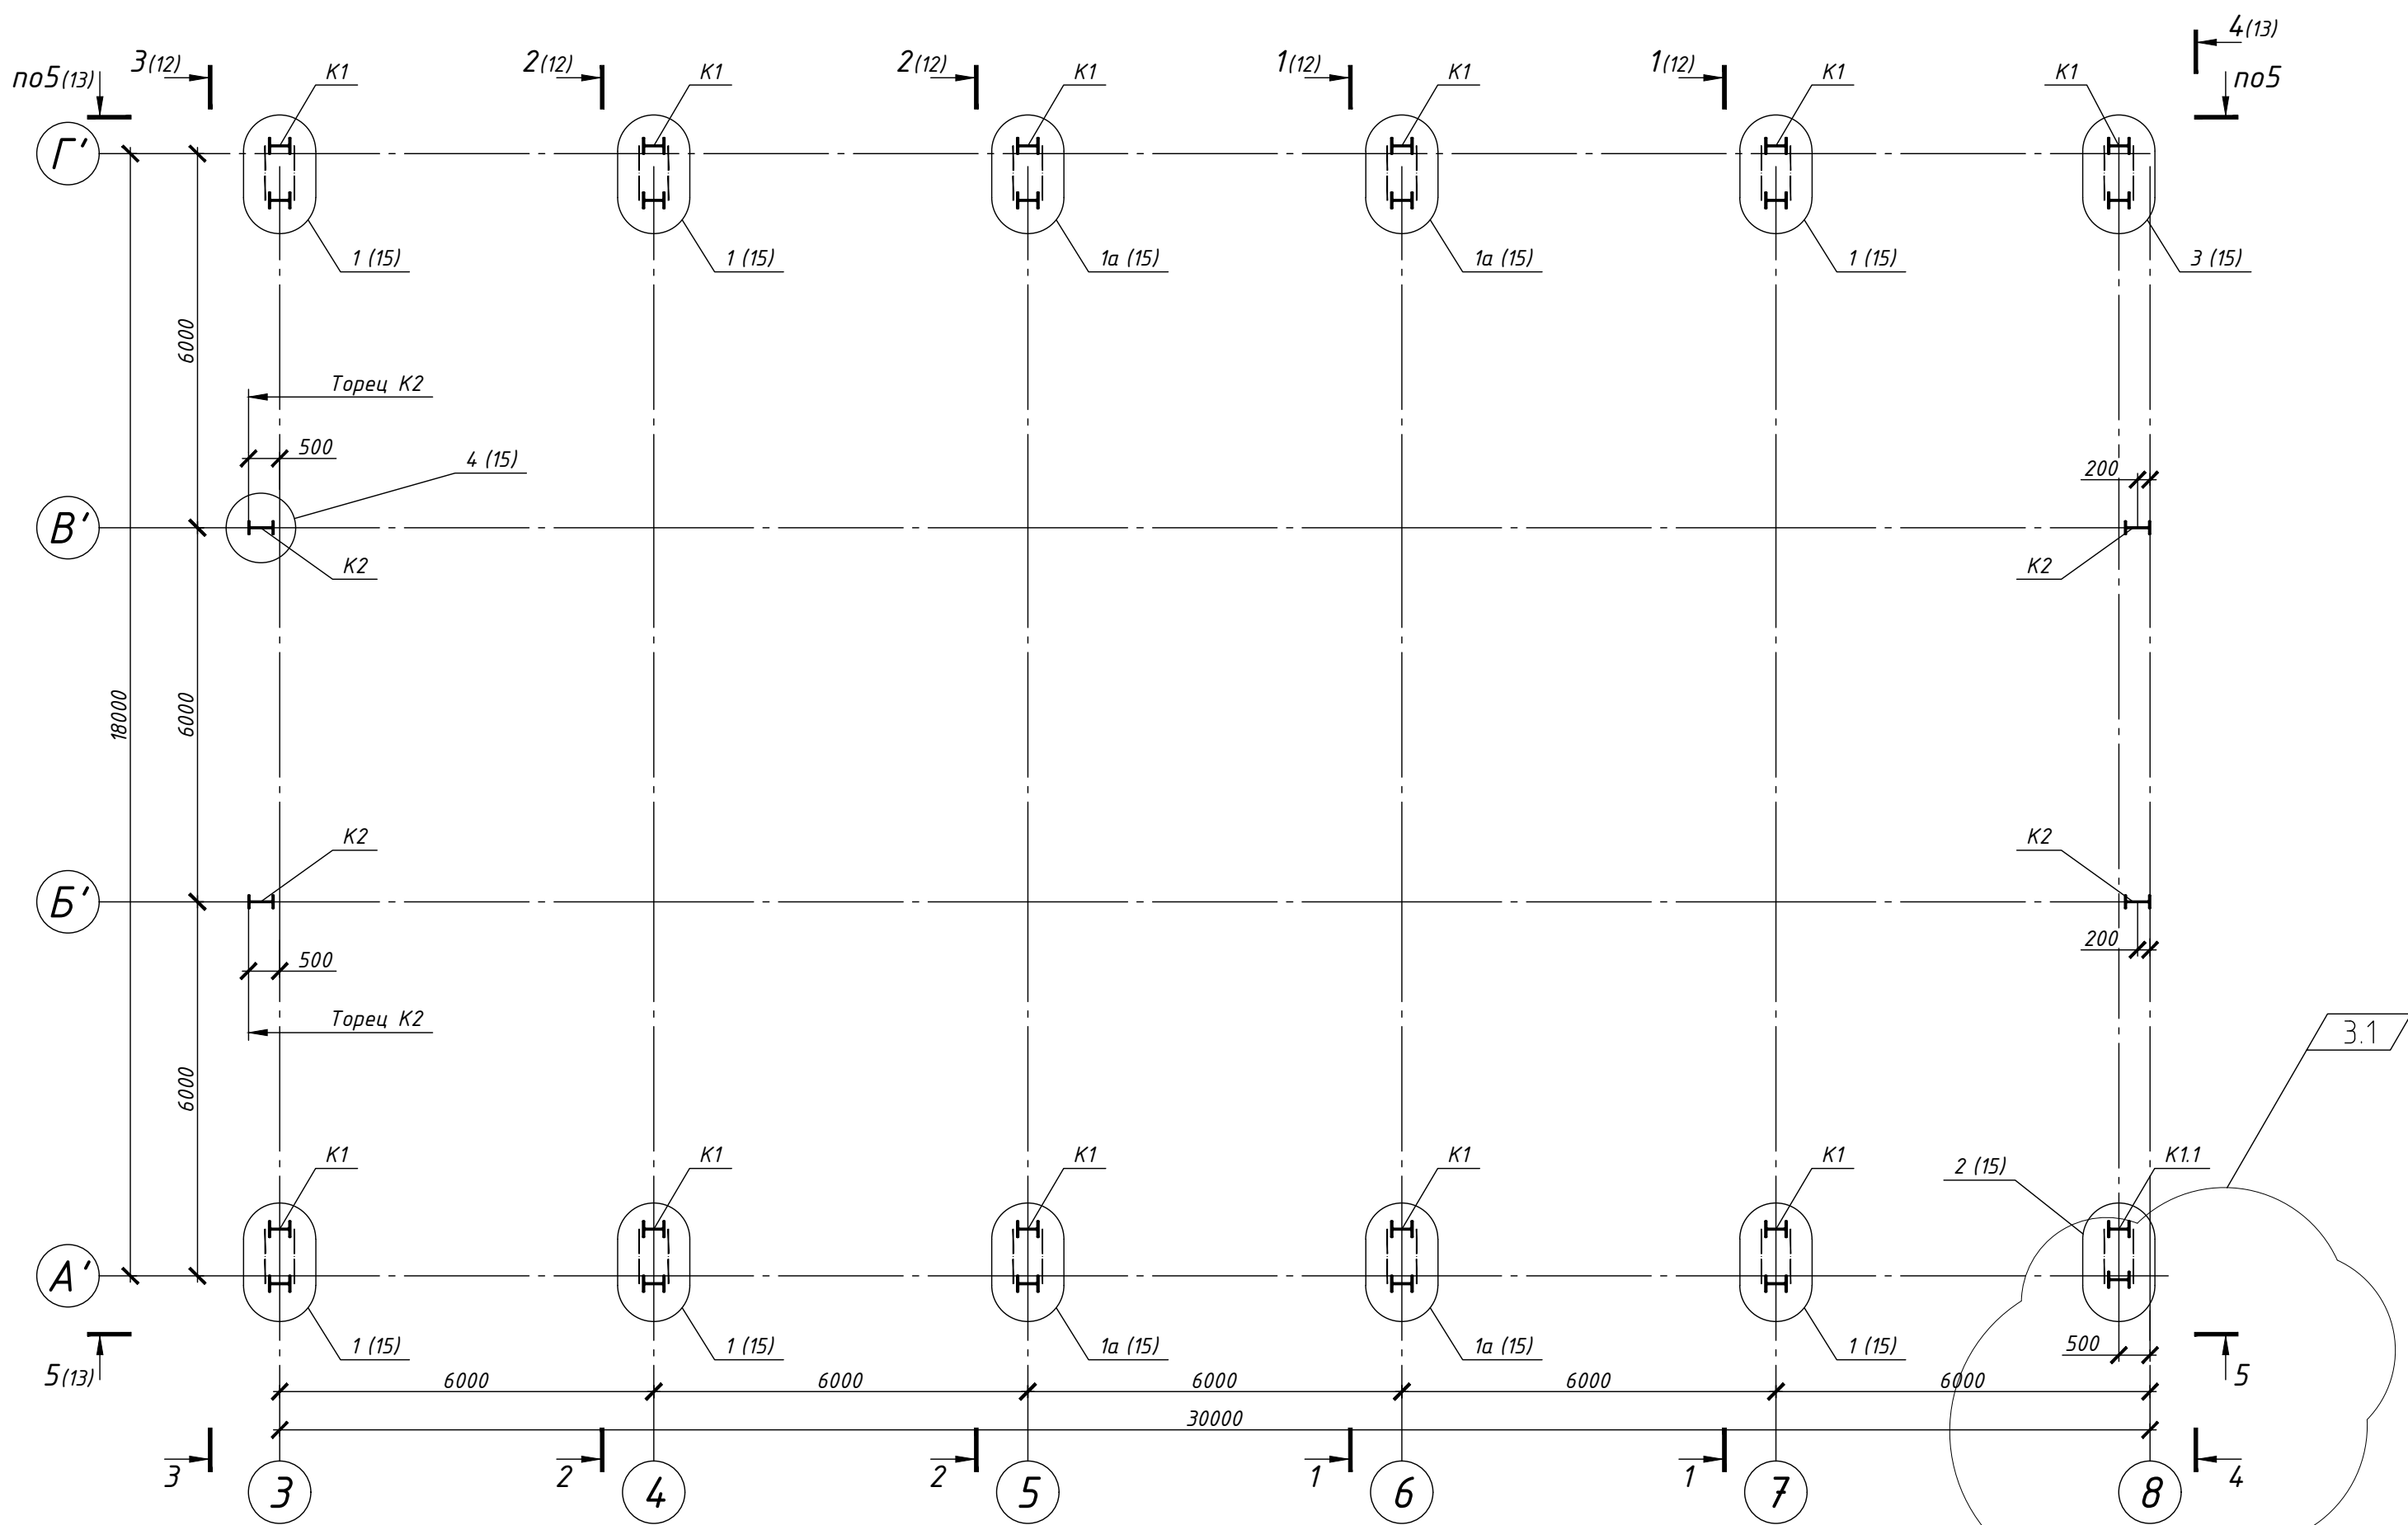 3(12) 2(12) 2(12) 1(12) 1(12) 4(13)
по5(13) К1 К1 К1 К1 К1 К1 по5
Г'
1 (15) 1 (15) 1а (15) 1а (15) 1 (15) 3 (15)
6000
Торец К2
500 4 (15) 200
В'
К2 К2
18000 6000
К2 К2
Б'
500 200
Торец К2
3.1
6000
К1 К1 К1 К1 К1 2 (15) К1.1
А'
1 (15) 1 (15) 1а (15) 1а (15) 1 (15) 500
5(13) 6000 6000 6000 6000 6000 5
30000
3 2 2 1 1 4
3 4 5 6 7 8